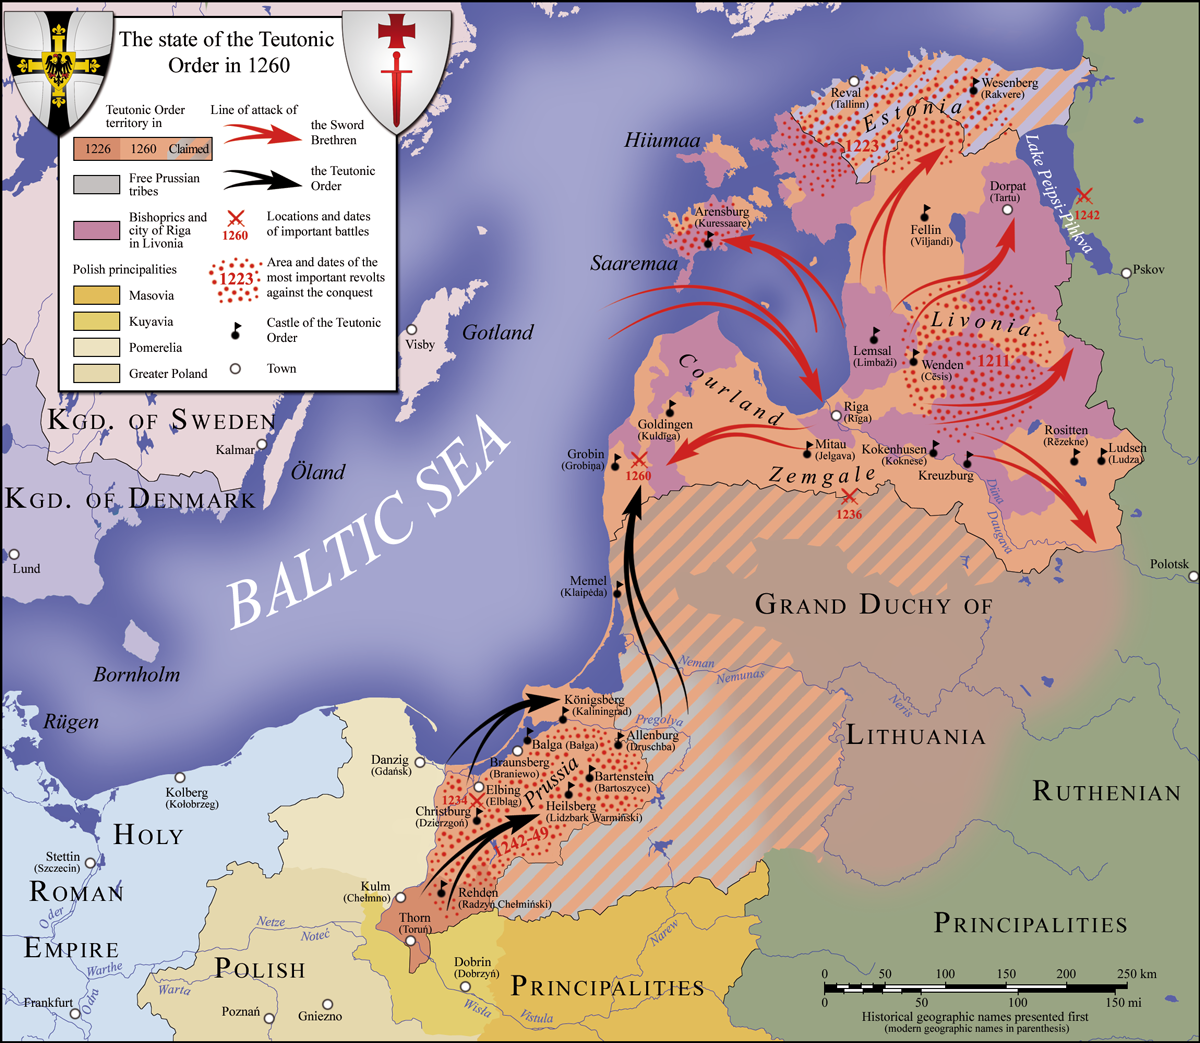 The state of the Teutonic
Order in 1260
Teutonic Order
territory in
1226
1260
Claimed
Free Prussian
tribes
Bishoprics and
city of Riga
in Livonia
Polish principalities
Masovia
Kuyavia
Pomerelia
Greater Poland
Line of attack of
the Sword
Brethren
the Teutonic
Order
1260
Locations and dates
of important battles
1223
Area and dates of the
most important revolts
against the conquest
Castle of the Teutonic
Order
Town
Reval
(Tallinn)
Wesenberg
(Rakvere)
Estonia
1223
Hiiumaa
Lake Peipsi-Pihkva
1242
Dorpat
(Tartu)
Arensburg
(Kuressaare)
Fellin
(Viljandi)
Saaremaa
Pskov
Gotland
Visby
Livonia
1211
Lemsal
(Limbaži)
Wenden
(Cēsis)
Courland
Riga
(Rīga)
Goldingen
(Kuldīga)
Kgd. of Sweden
Kalmar
Öland
Mitau
(Jelgava)
Kokenhusen
(Koknese)
Kreuzburg
Rositten
(Rēzekne)
Ludsen
(Ludza)
Grobin
(Grobiņa)
1260
Zemgale
1236
Düna
Daugava
Kgd. of Denmark
Lund
Baltic Sea
Polotsk
Memel
(Klaipėda)
Grand Duchy of
Lithuania
Bornholm
Neman
Nemunas
Neris
Rügen
Königsberg
(Kaliningrad)
Pregolya
Balga (Balga)
Allenburg
(Druschba)
Danzig
(Gdańsk)
Braunsberg
(Braniewo)
Bartenstein
(Bartoszyce)
Prussia
Kolberg
(Kołobrzeg)
1234
Elbing
(Elbląg)
Christburg
(Dzierzgoń)
Heilsberg
(Lidzbark Warmiński)
1242-49
Ruthenian
Principalities
Holy
Roman
Empire
Stettin
(Szczecin)
Oder
Odra
Kulm
(Chełmno)
Rehden
(Radzyń Chełmiński)
Thorn
(Toruń)
Netze
Noteć
Warthe
Warta
Narew
Polish
Principalities
Dobrin
(Dobrzyń)
Wisla
Vistula
Frankfurt
Poznań
Gniezno
0 50 100 150 200 250 km
0 50 100 150 mi
Historical geographic names presented first
(modern geographic names in parenthesis)